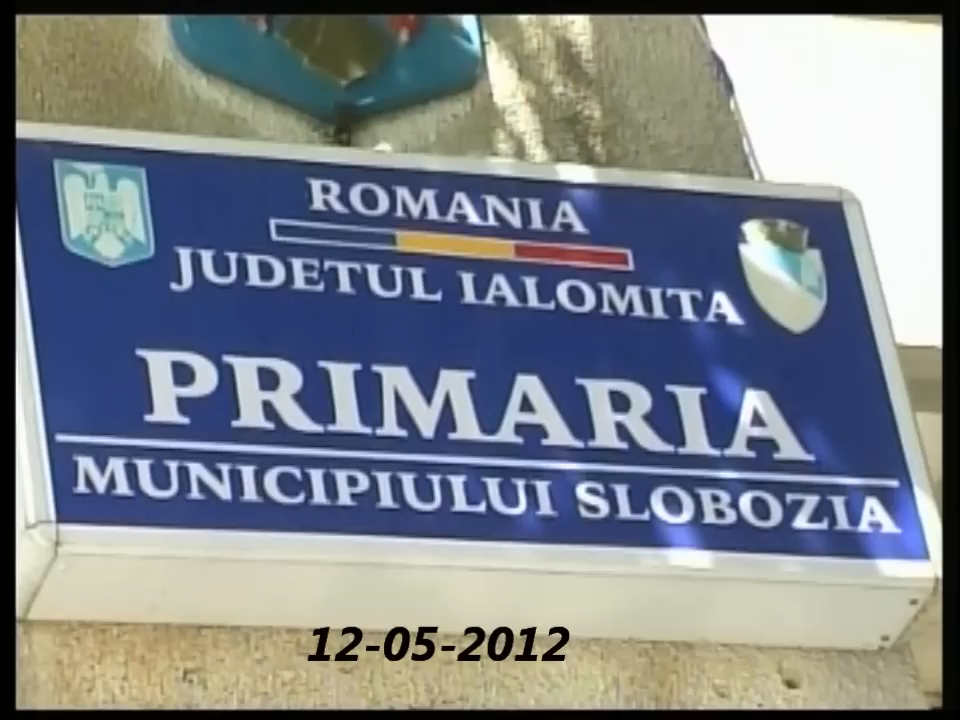 ROMANIA
JUDETUL IALOMITA
PRIMARIA
MUNICIPIULUI SLOBOZIA
12-05-2012